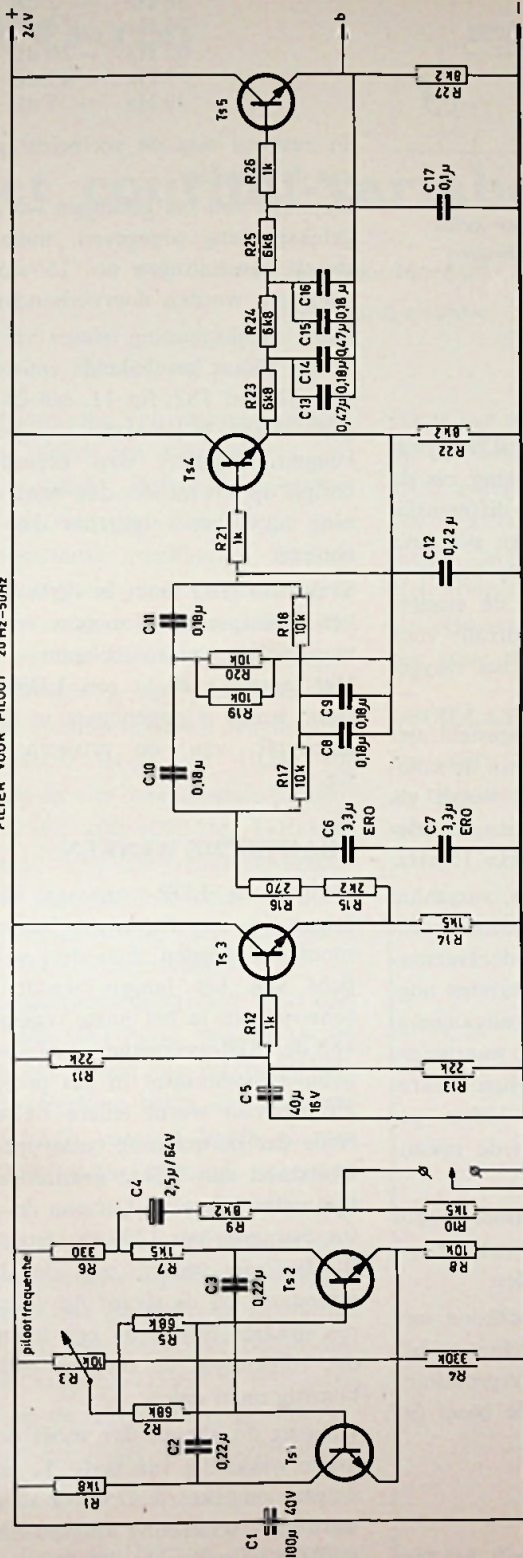 FILTER VOOR PILOOT 20 Hz-50Hz
+
24V
pilootfrequentie
R1
1k8
R2
68k
R3
10k
R5
68k
R6
330
R7
1k5
C4
2,5µ/64V
R9
8k2
R10
1k5
C1
100µ
40V
C2
0,22µ
C3
0,22µ
Ts1
Ts2
R4
330k
R8
10k
R11
22k
C5
40µ
16V
R12
1k
R13
22k
Ts3
R14
1k5
R16
270
R15
2k2
C6
3,3µ
ERO
C7
3,3µ
ERO
C10
0,18µ
C11
0,18µ
R19
10k
R20
10k
R17
10k
R18
10k
C8
0,18µ
C9
0,18µ
R21
1k
C12
0,22µ
Ts4
R22
8k2
R23
6k8
R24
6k8
R25
6k8
R26
1k
C13
0,47µ
C14
0,18µ
C15
0,47µ
C16
0,18µ
C17
0,1µ
Ts5
R27
8k2
b
-